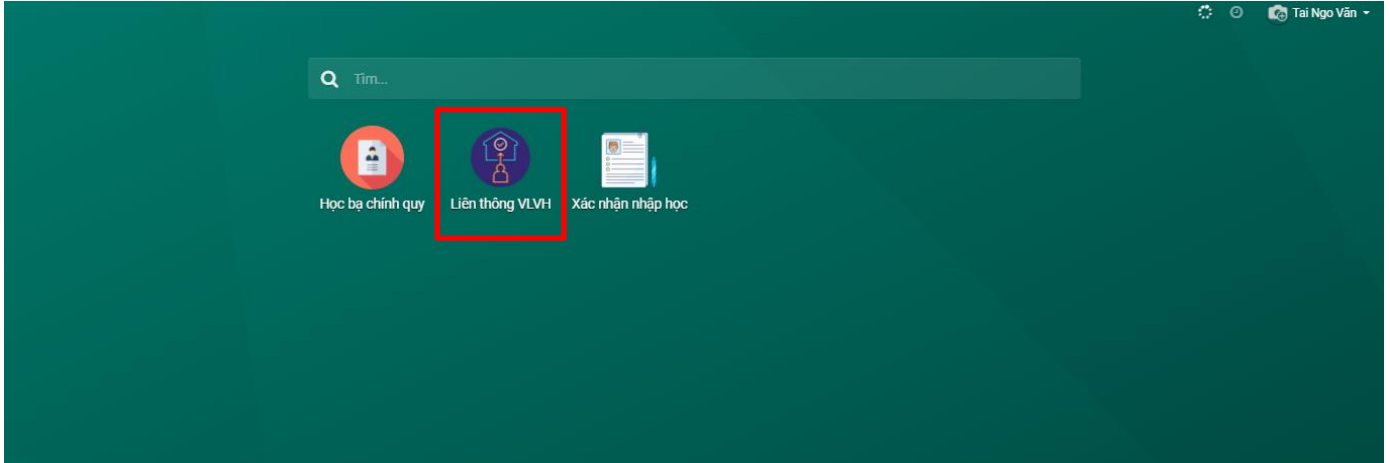 Tai Ngo Văn
Tìm...
Học bạ chính quy
Liên thông VLVH
Xác nhận nhập học